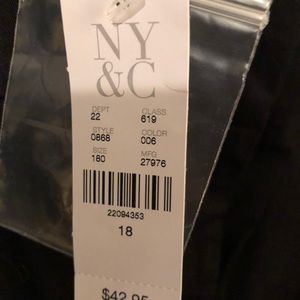 NY
&C
DEPT CLASS
22 619
STYLE COLOR
0868 006
SIZE MFG
180 27976
22094353
18
$42.95